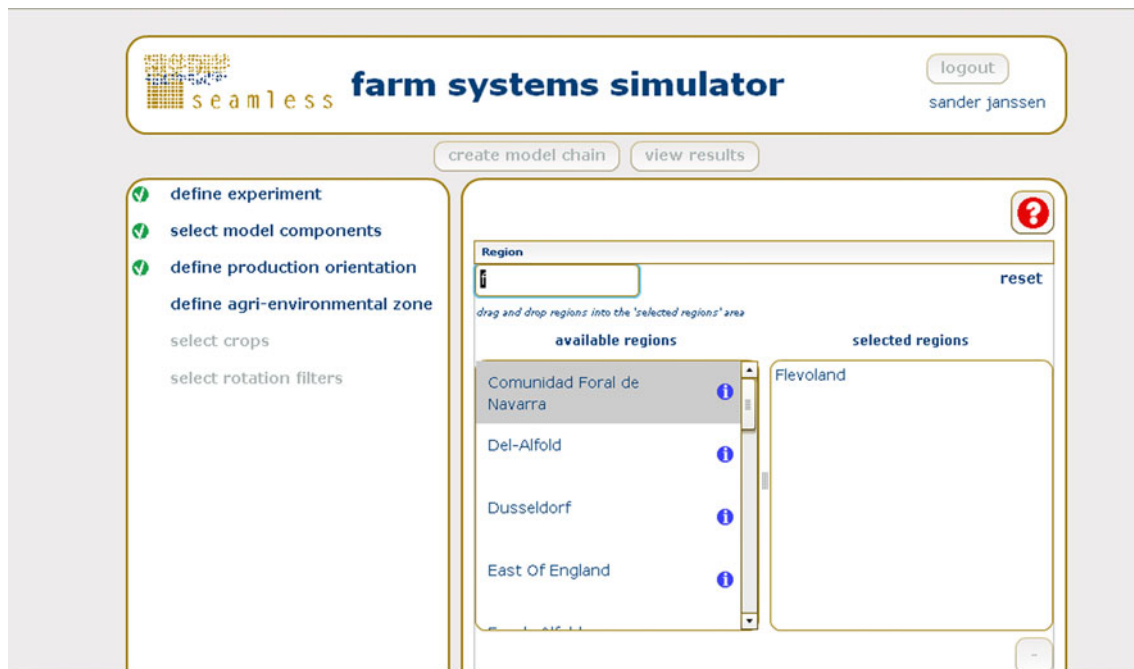 seamless
farm systems simulator
logout
sander janssen
create model chain
view results
define experiment
select model components
define production orientation
define agri-environmental zone
select crops
select rotation filters
?
Region
f
reset
drag and drop regions into the 'selected regions' area
available regions
selected regions
Comunidad Foral de
Navarra
i
Del-Alfold
i
Dusseldorf
i
East Of England
i
Flevoland
-